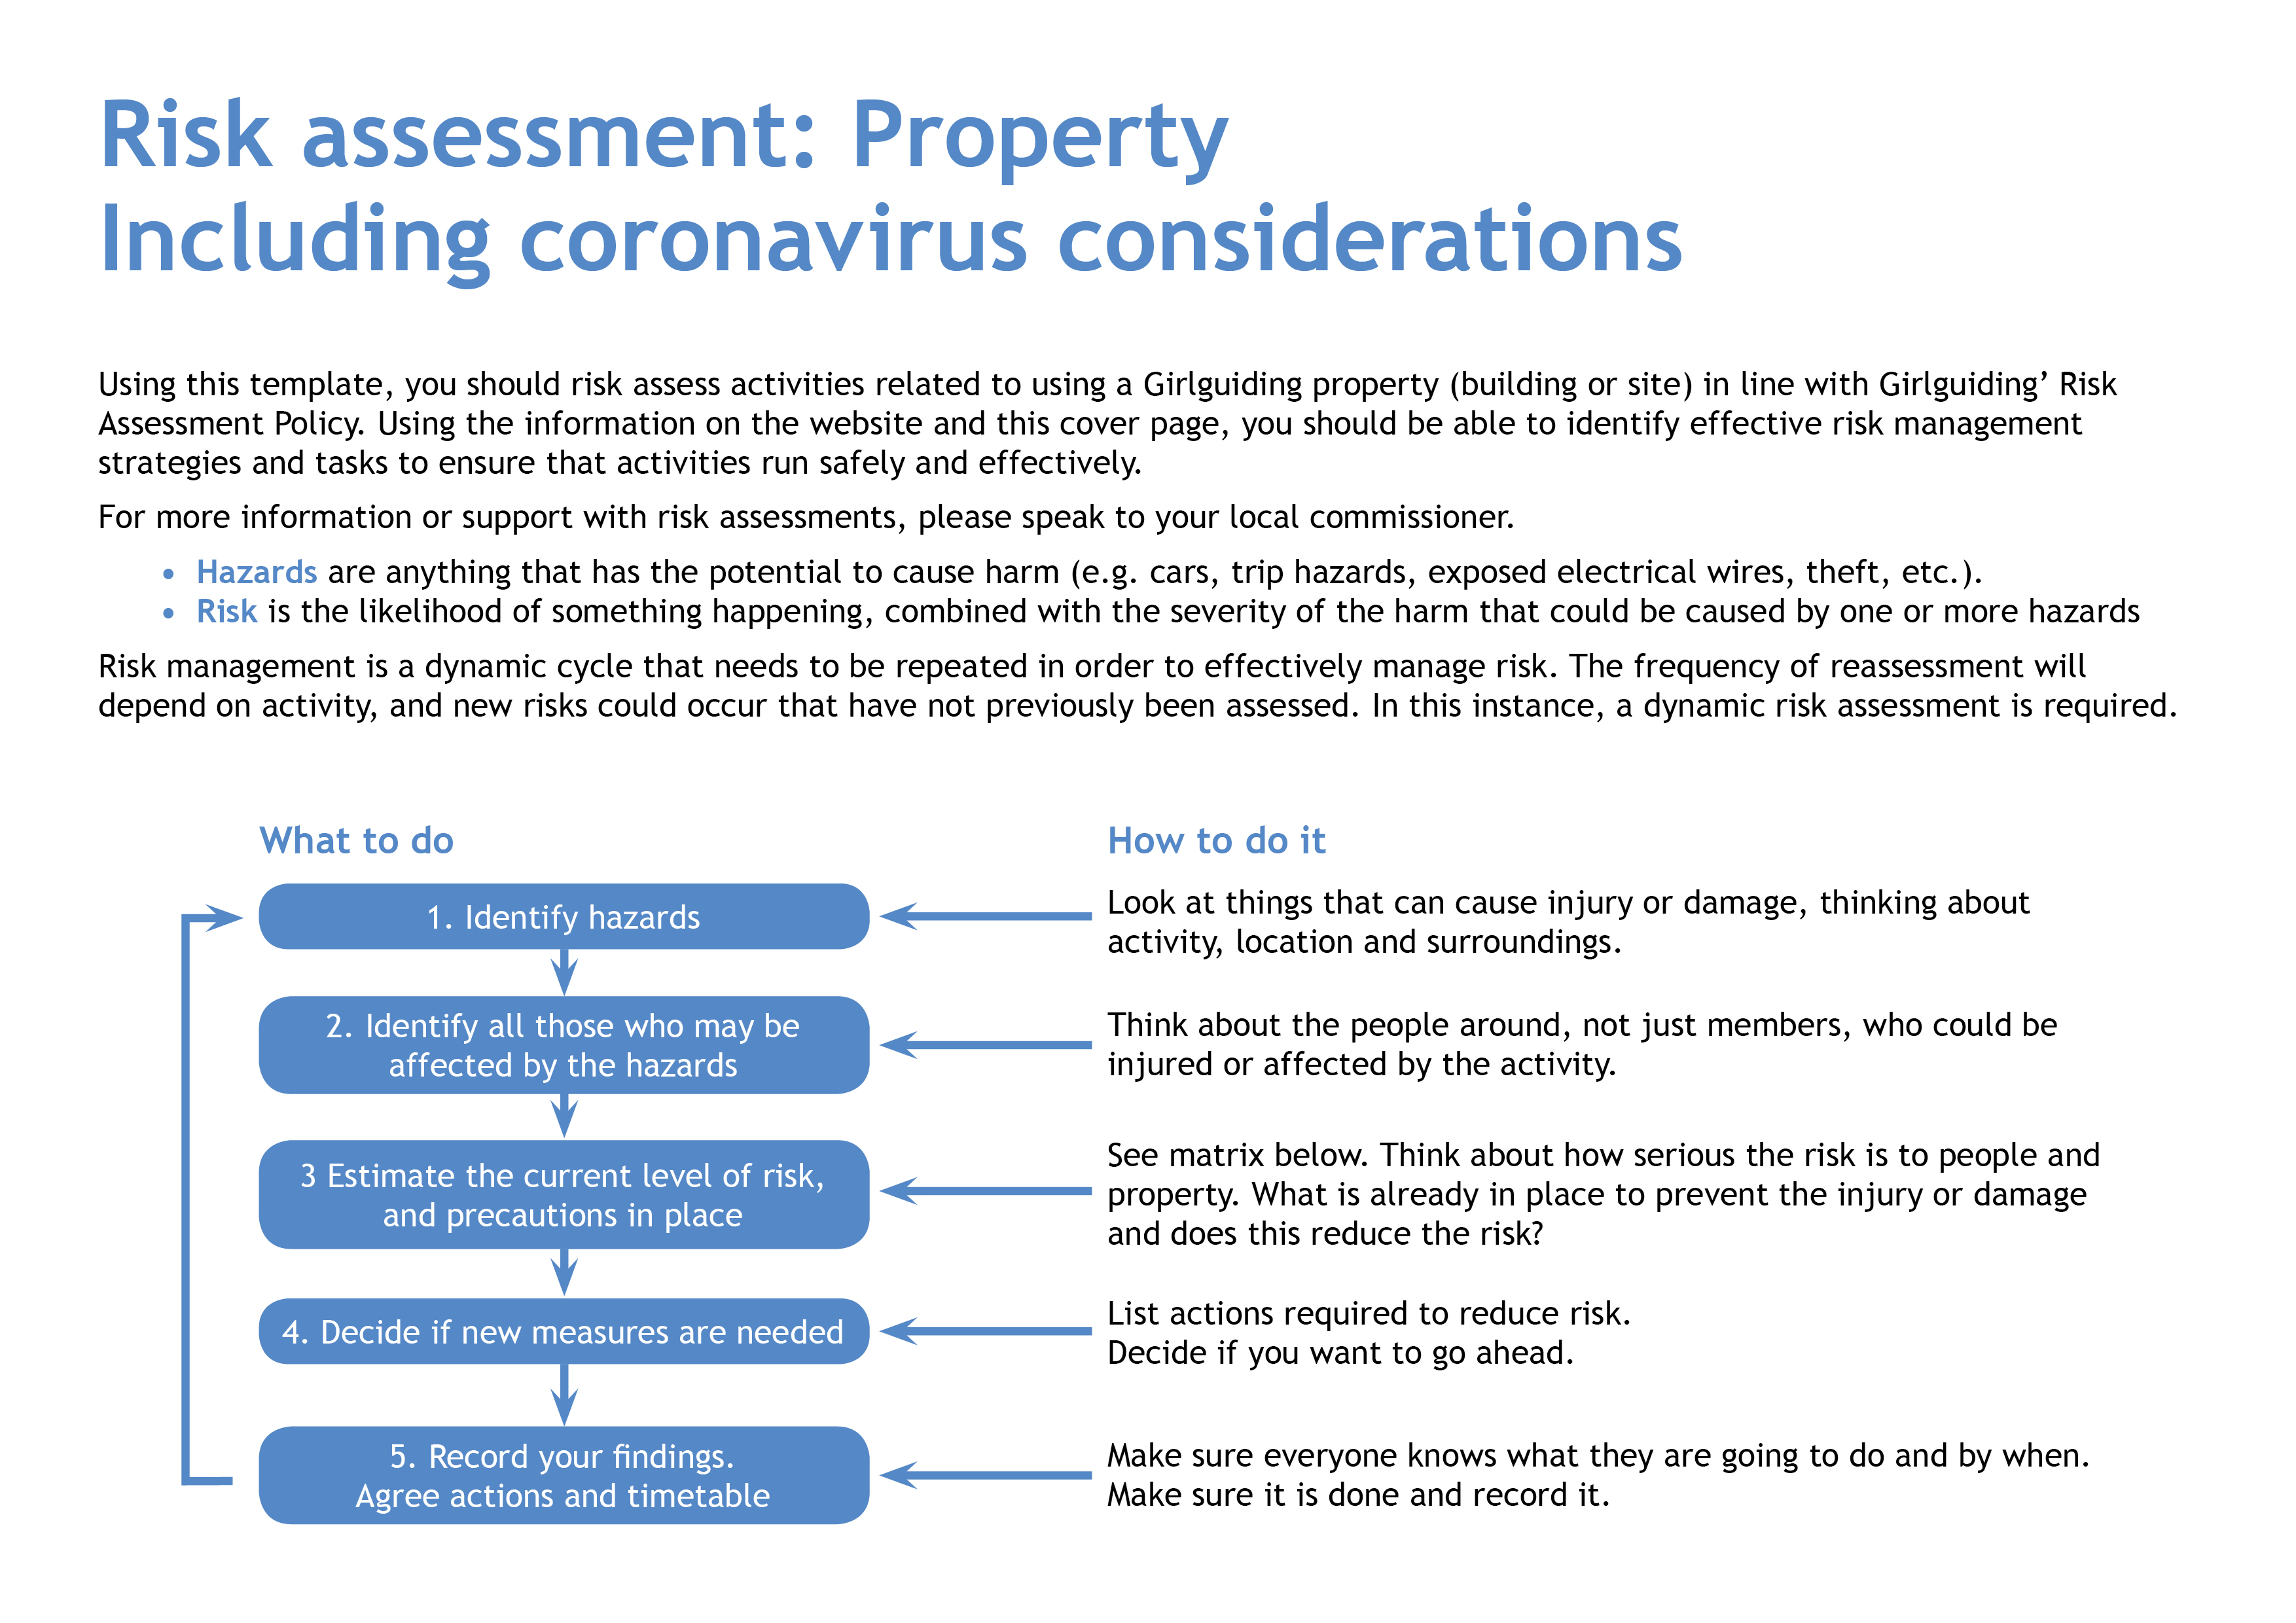 Risk assessment: Property
Including coronavirus considerations
Using this template, you should risk assess activities related to using a Girlguiding property (building or site) in line with Girlguiding’ Risk
Assessment Policy. Using the information on the website and this cover page, you should be able to identify effective risk management
strategies and tasks to ensure that activities run safely and effectively.
For more information or support with risk assessments, please speak to your local commissioner.
• Hazards are anything that has the potential to cause harm (e.g. cars, trip hazards, exposed electrical wires, theft, etc.).
• Risk is the likelihood of something happening, combined with the severity of the harm that could be caused by one or more hazards
Risk management is a dynamic cycle that needs to be repeated in order to effectively manage risk. The frequency of reassessment will
depend on activity, and new risks could occur that have not previously been assessed. In this instance, a dynamic risk assessment is required.
What to do
How to do it
1. Identify hazards
Look at things that can cause injury or damage, thinking about
activity, location and surroundings.
2. Identify all those who may be
affected by the hazards
Think about the people around, not just members, who could be
injured or affected by the activity.
3 Estimate the current level of risk,
and precautions in place
See matrix below. Think about how serious the risk is to people and
property. What is already in place to prevent the injury or damage
and does this reduce the risk?
4. Decide if new measures are needed
List actions required to reduce risk.
Decide if you want to go ahead.
5. Record your findings.
Agree actions and timetable
Make sure everyone knows what they are going to do and by when.
Make sure it is done and record it.